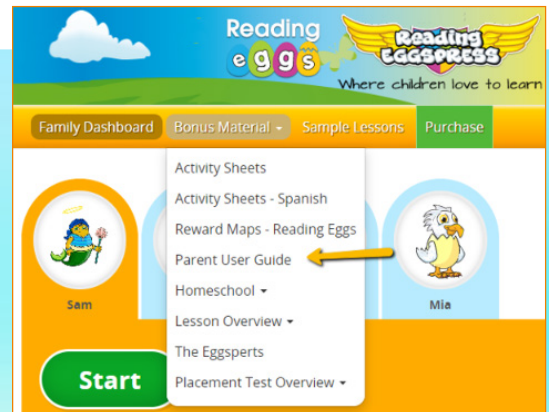 Reading
eggs
Reading
EGGSPRESS
Where children love to learn
Family Dashboard Bonus Material Sample Lessons Purchase
Activity Sheets
Activity Sheets - Spanish
Reward Maps - Reading Eggs
Parent User Guide
Homeschool
Lesson Overview
The Eggsperts
Placement Test Overview
Sam
Mia
Start